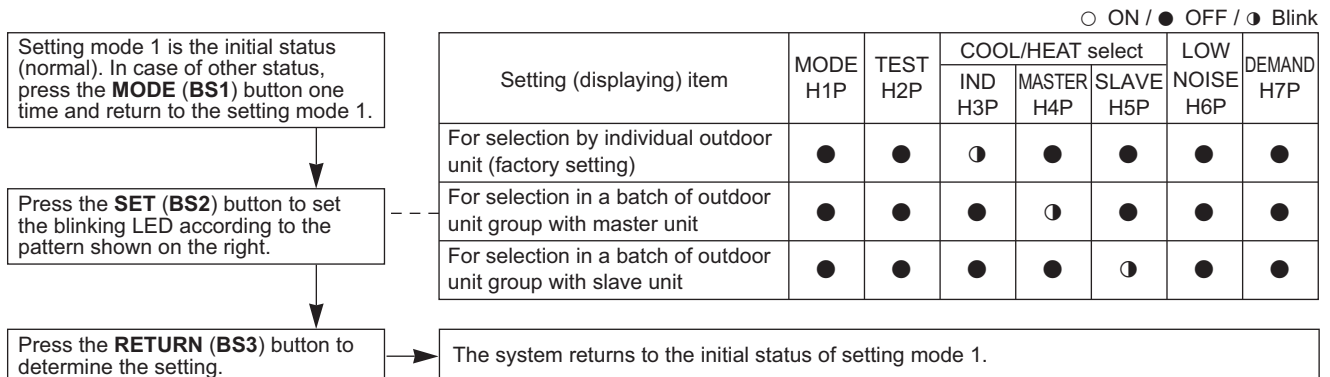 ○ ON / ● OFF / ◑ Blink
Setting mode 1 is the initial status
(normal). In case of other status,
press the MODE (BS1) button one
time and return to the setting mode 1.
Press the SET (BS2) button to set
the blinking LED according to the
pattern shown on the right.
Press the RETURN (BS3) button to
determine the setting.
Setting (displaying) item
MODE
H1P
TEST
H2P
COOL/HEAT select
IND
H3P
MASTER
H4P
SLAVE
H5P
LOW
NOISE
H6P
DEMAND
H7P
For selection by individual outdoor
unit (factory setting)
● ● ◑ ● ● ● ●
For selection in a batch of outdoor
unit group with master unit
● ● ● ◑ ● ● ●
For selection in a batch of outdoor
unit group with slave unit
● ● ● ● ◑ ● ●
The system returns to the initial status of setting mode 1.